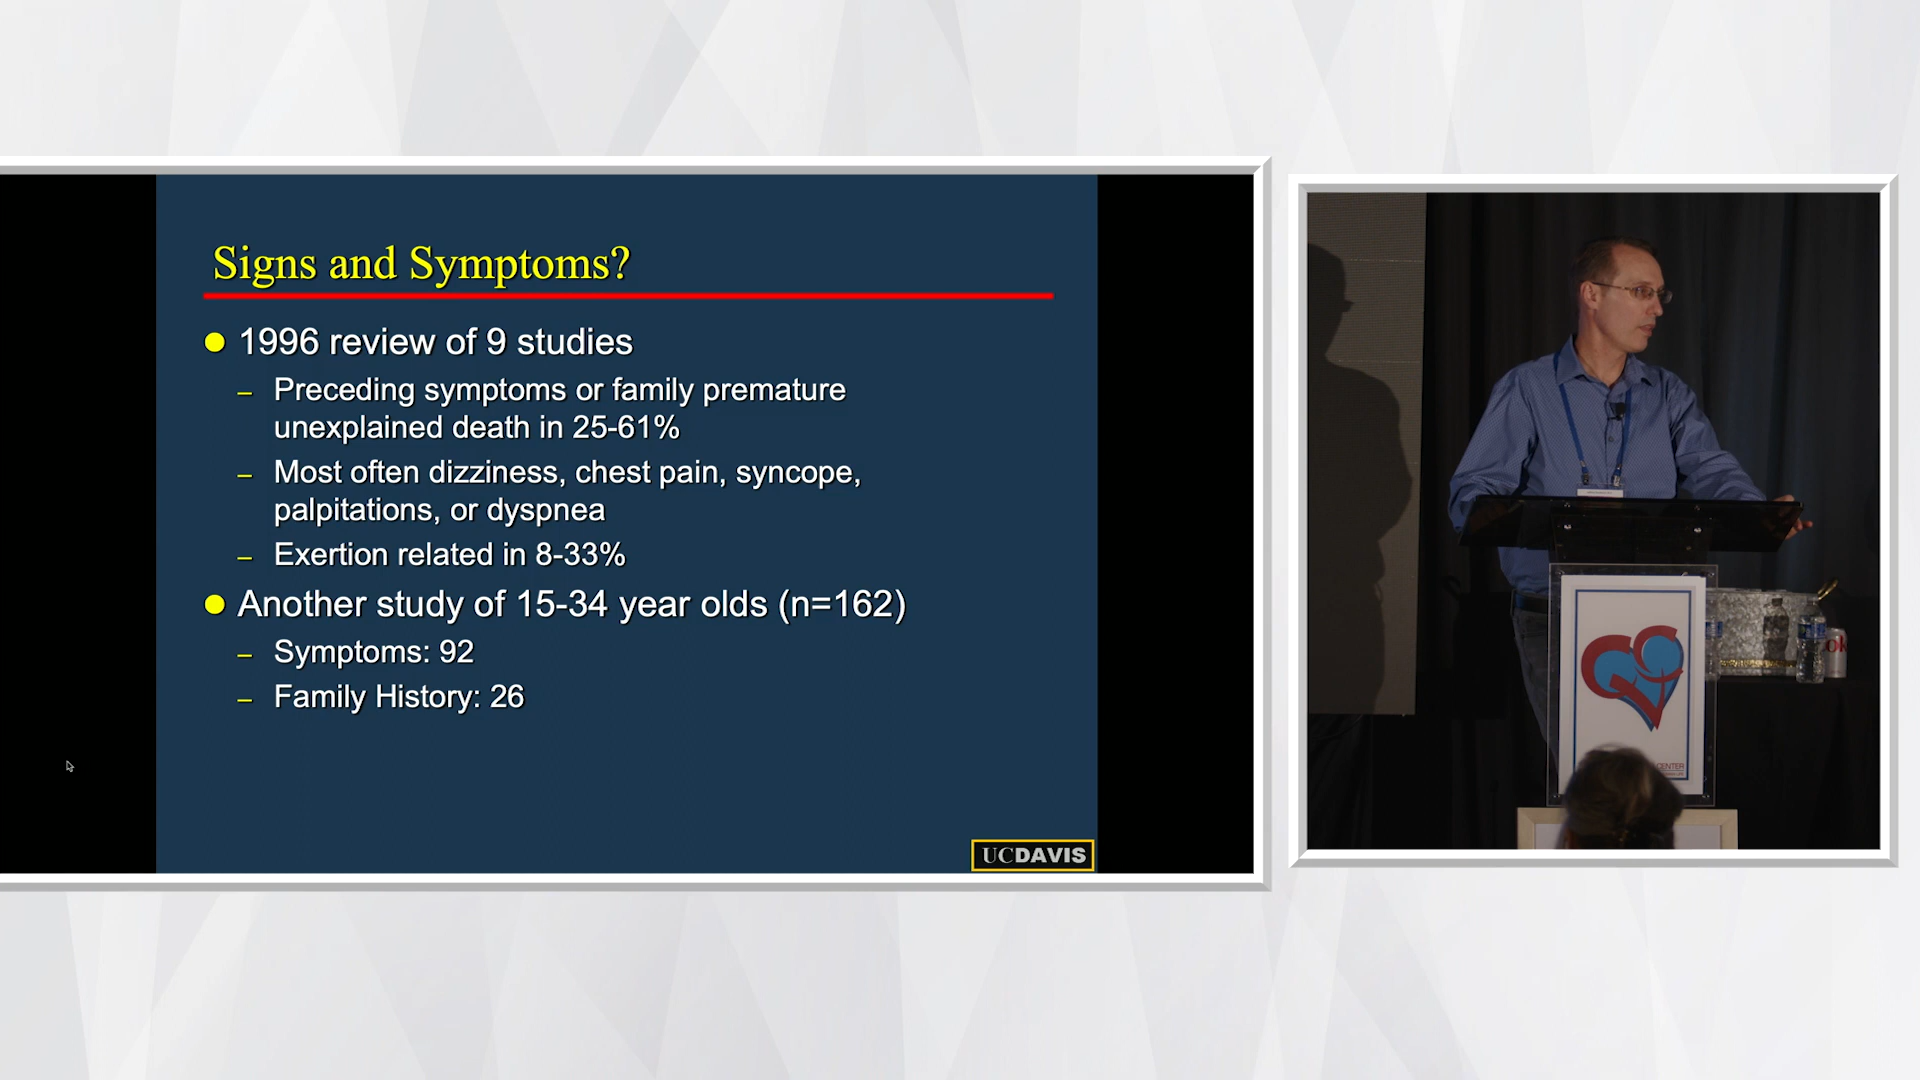 Signs and Symptoms?
1996 review of 9 studies
– Preceding symptoms or family premature
unexplained death in 25-61%
– Most often dizziness, chest pain, syncope,
palpitations, or dyspnea
– Exertion related in 8-33%
Another study of 15-34 year olds (n=162)
– Symptoms: 92
– Family History: 26
UCDAVIS
CENTER